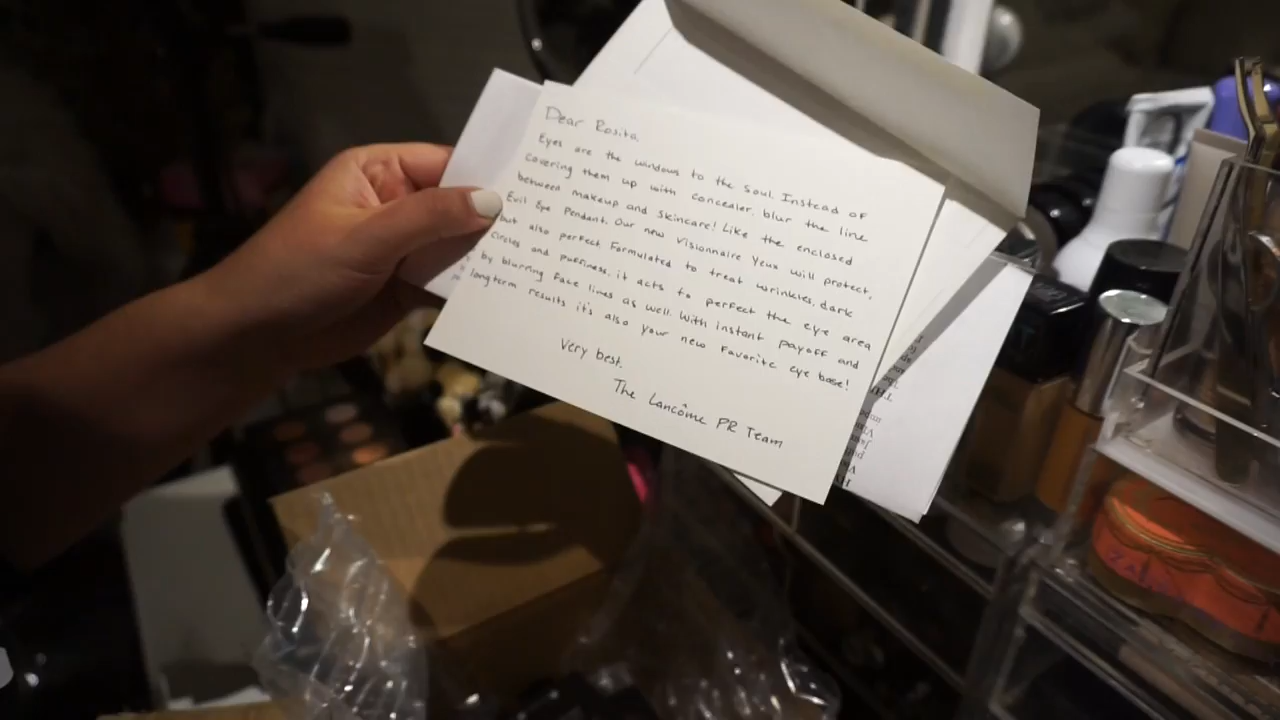 Dear Rosita,
Eyes are the windows to the soul. Instead of
covering them up with concealer, blur the line
between makeup and skincare! Like the enclosed
Evil Eye Pendant, Our new Visionnaire Yeux will protect,
but also perfect. Formulated to treat wrinkles, dark
circles and puffiness, it acts to perfect the eye area
by blurring face lines as well. With instant payoff and
longterm results it's also your new favorite eye base!
Very best,
The Lancôme PR Team